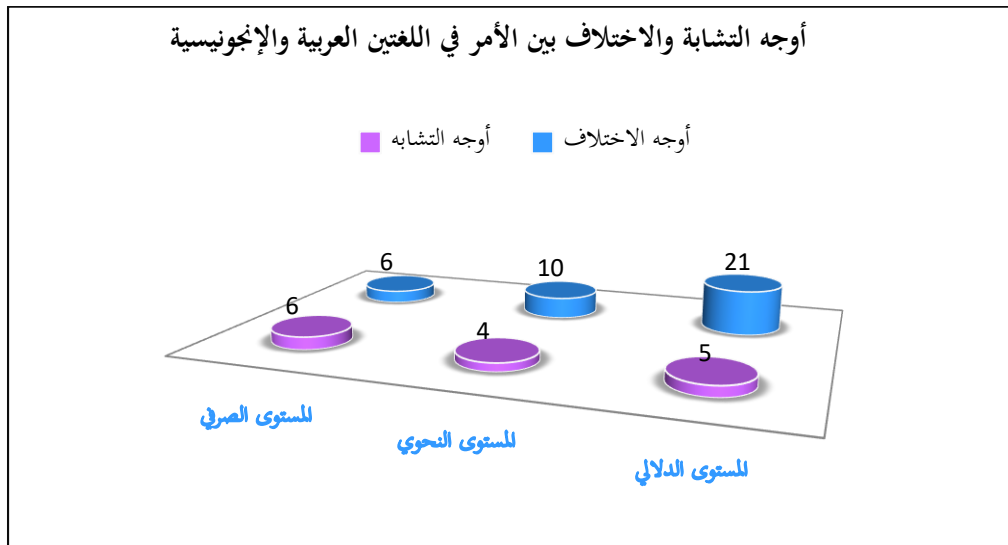 أوجه التشابة والاختلاف بين الأمر في اللغتين العربية والإنجونيسية
أوجه الاختلاف
أوجه التشابه
6
10
21
6
4
5
المستوى الصرفي
المستوى النحوي
المستوى الدلالي